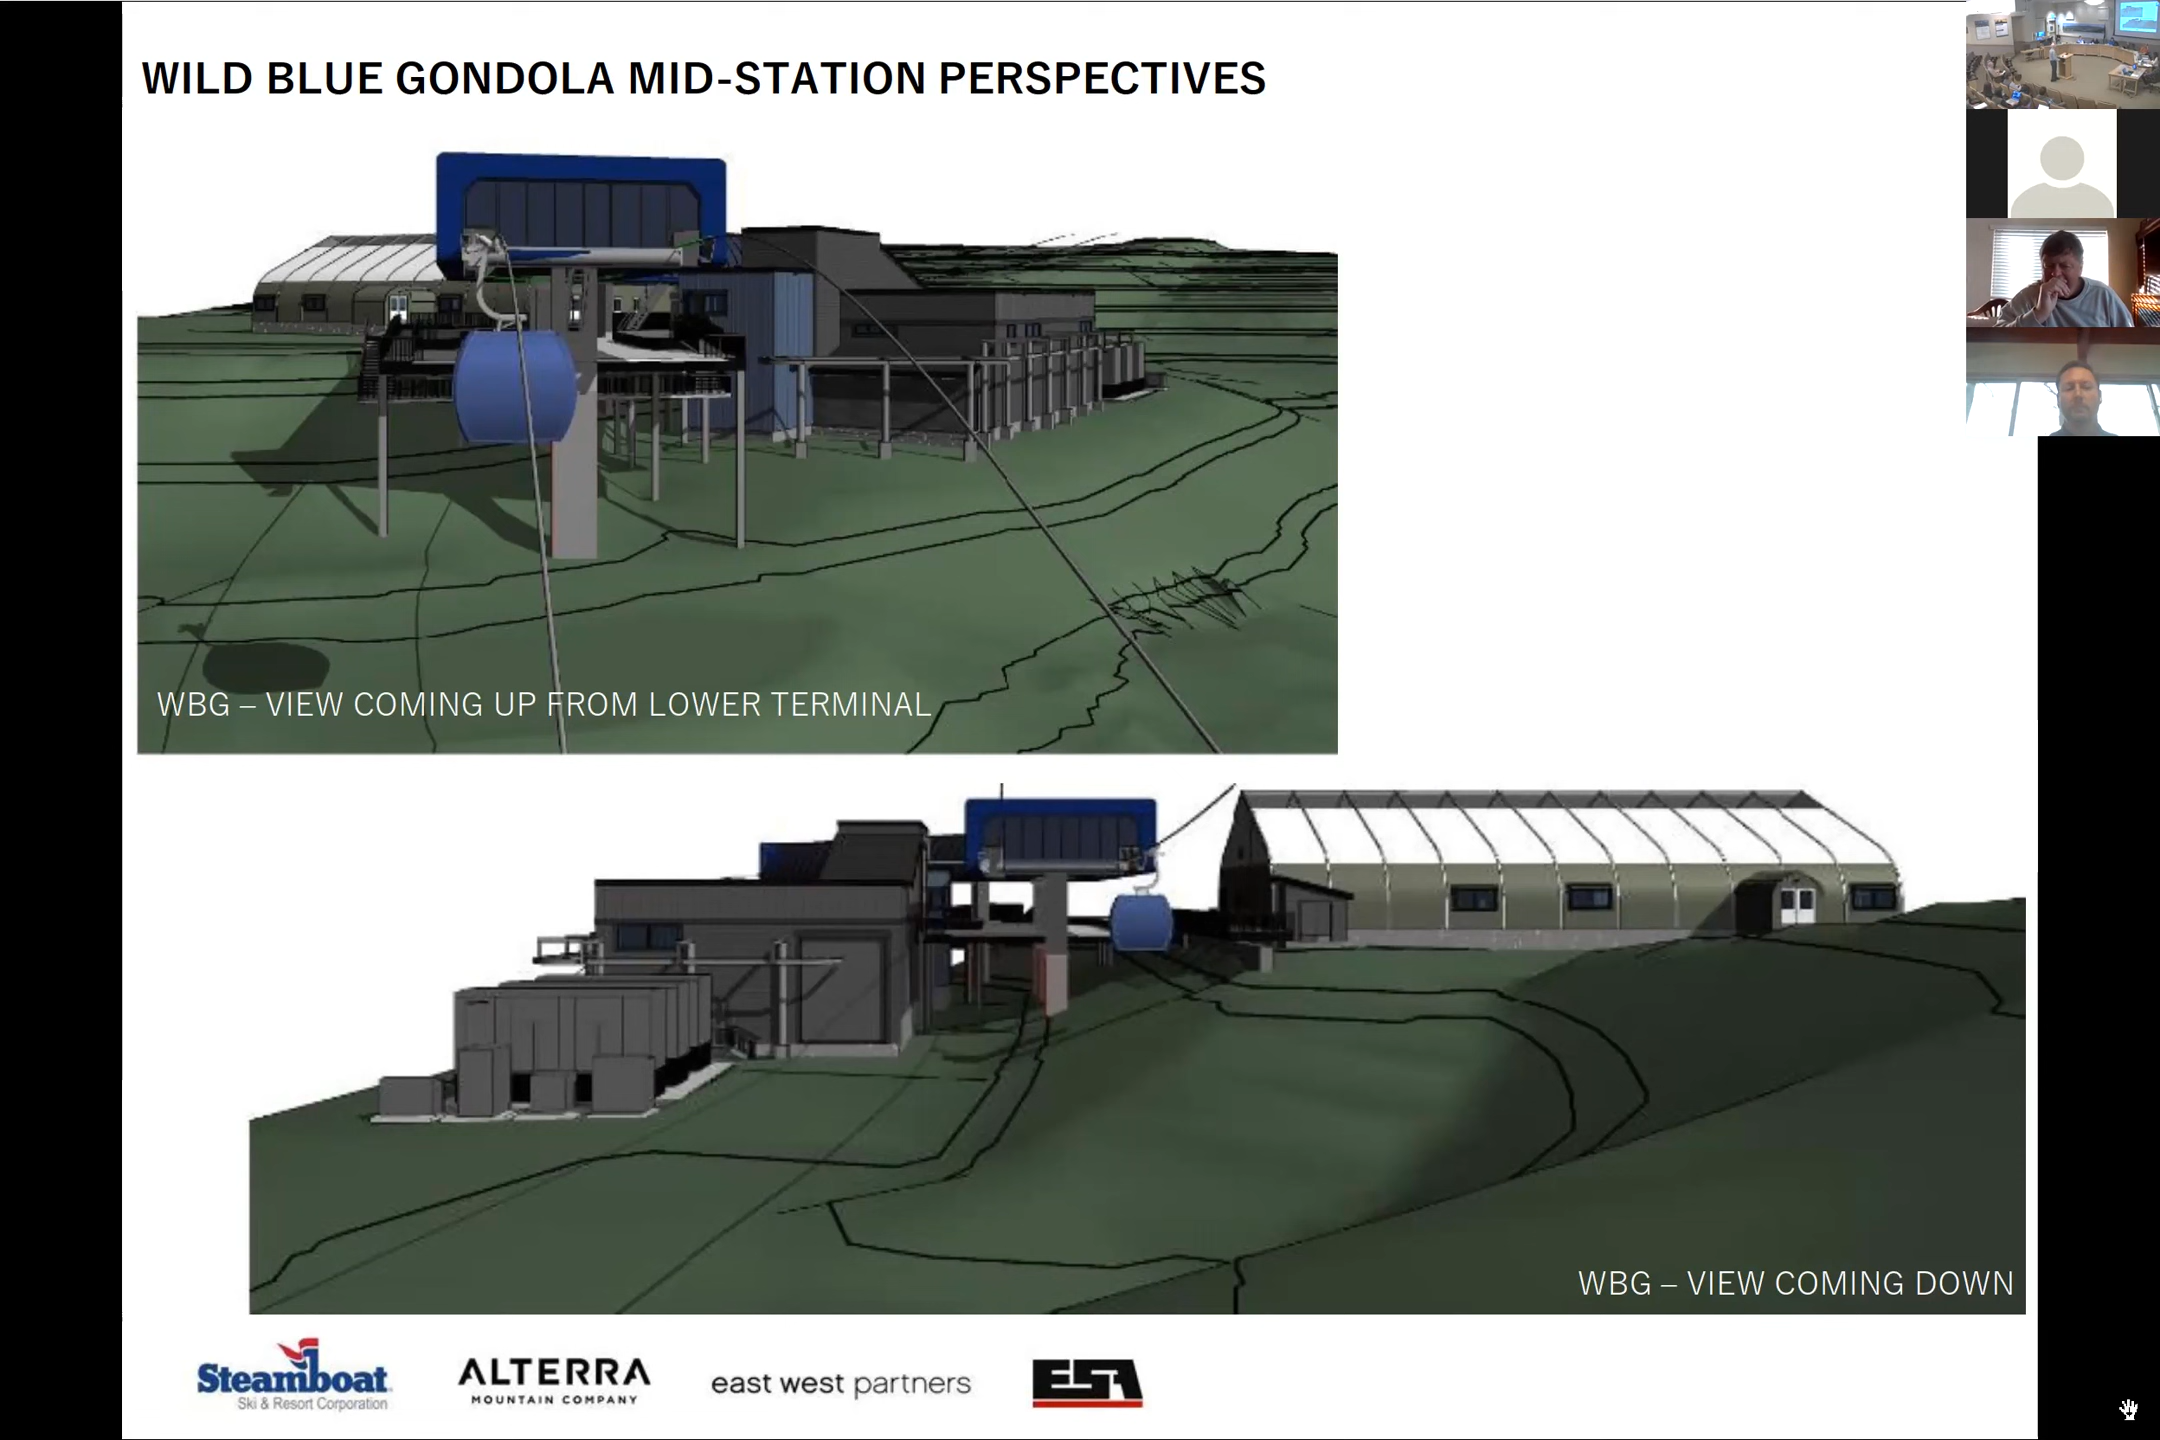 WILD BLUE GONDOLA MID-STATION PERSPECTIVES
WBG – VIEW COMING UP FROM LOWER TERMINAL
WBG – VIEW COMING DOWN
Steamboat
Ski & Resort Corporation
ALTERRA
MOUNTAIN COMPANY
east west partners
ESA